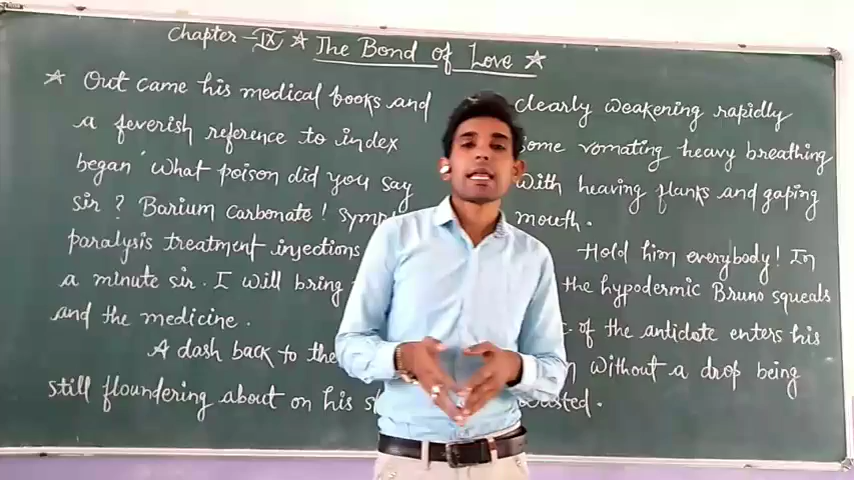 Chapter - IX ☆ The Bond of Love ☆
☆ Out came his medical books and
a feverish reference to index
began 'what poison did you say
sir ? Barium Carbonate ! Symp
paralysis treatment injections
a minute sir. I will bring
and the medicine.
A dash back to the
still floundering about on his s
clearly weakening rapidly
some vomating heavy breathing
with heaving flanks and gaping
mouth.
Hold him everybody ! In
the hypodermic Bruno squeals
of the antidote enters his
without a drop being
wasted.